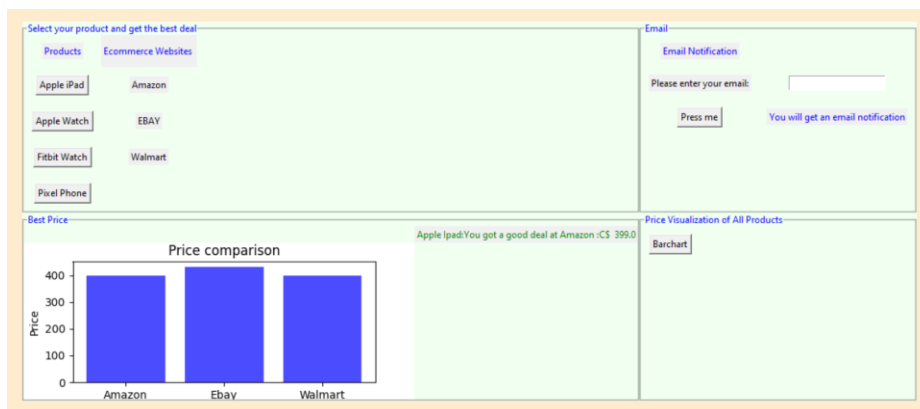 Select your product and get the best deal
Products Ecommerce Websites
Apple iPad Amazon
Apple Watch EBAY
Fitbit Watch Walmart
Pixel Phone
Email
Email Notification
Please enter your email:
Press me You will get an email notification
Best Price
Apple Ipad:You got a good deal at Amazon :C$ 399.0
Price comparison
400
300
200
100
0
Price
Amazon Ebay Walmart
Price Visualization of All Products
Barchart